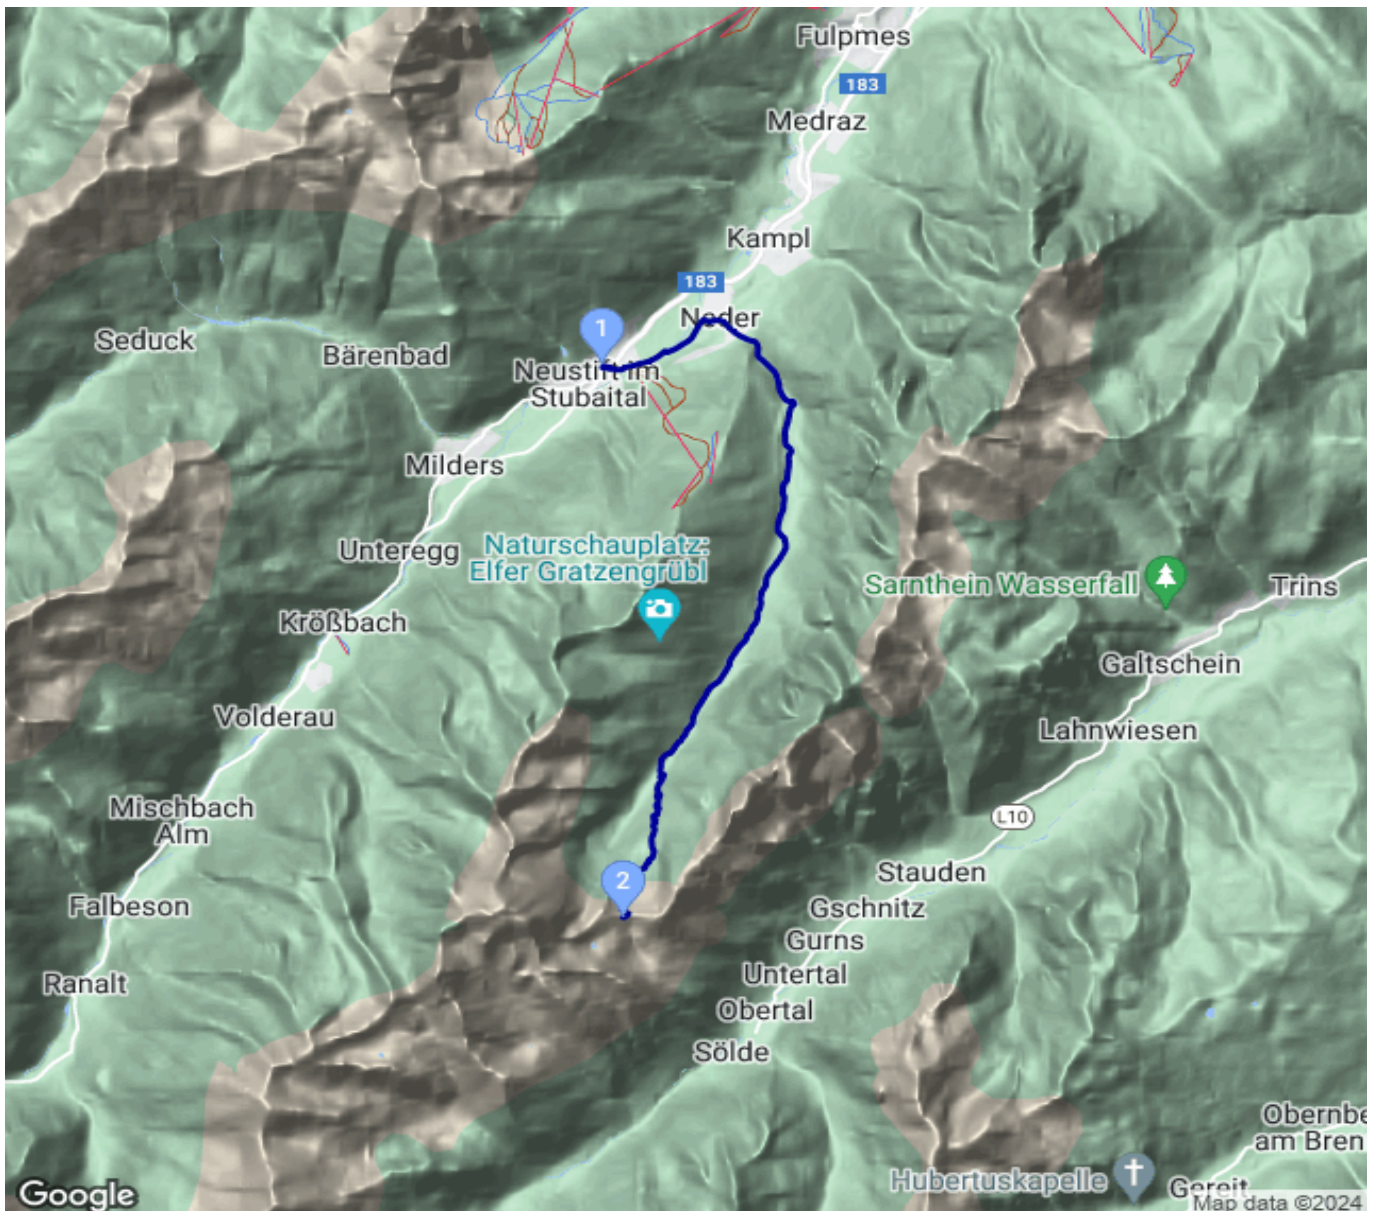 Fulpmes
183
Medraz
Kampl
183
Neder
1
Seduck
Bärenbad
Neustift im
Stubaital
Milders
Unteregg
Naturschauplatz:
Elfer Gratzengrübl
Sarnthein Wasserfall
Trins
Krößbach
Galtschein
Volderau
Lahnwiesen
Mischbach
Alm
L10
Stauden
2
Falbeson
Gschnitz
Gurns
Untertal
Ranalt
Obertal
Sölde
Obernbe
am Bren
Hubertuskapelle
Gereit
Google
Map data ©2024